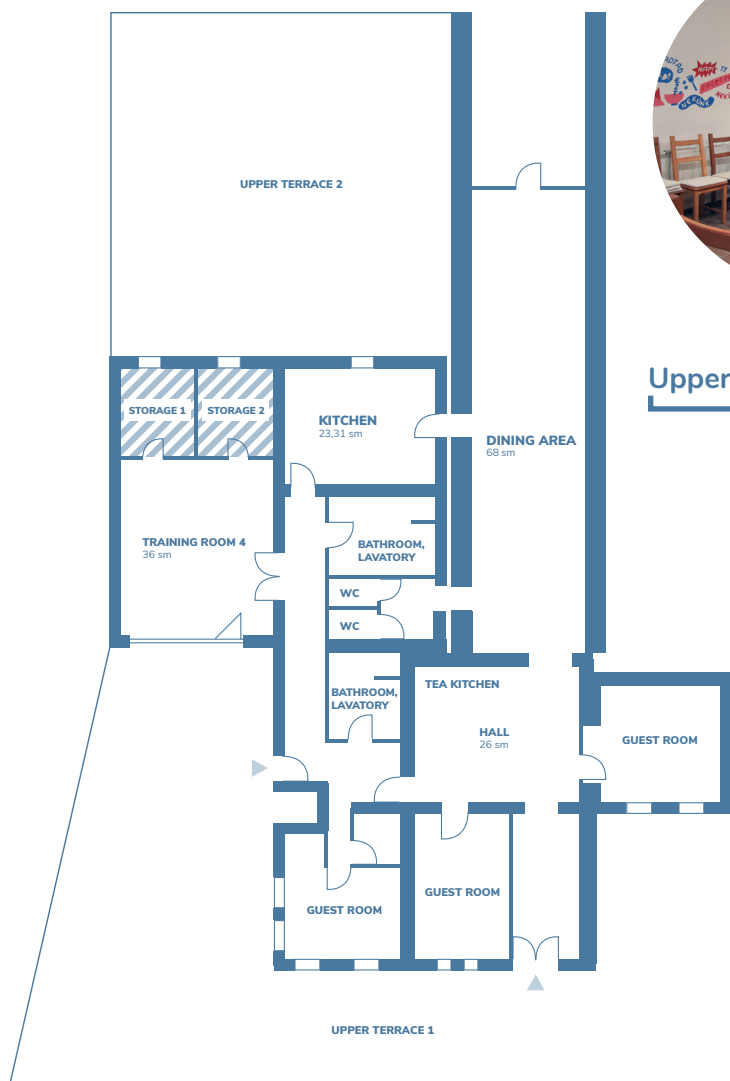 UPPER TERRACE 2
Upper
STORAGE 1
STORAGE 2
KITCHEN
23,31 sm
DINING AREA
68 sm
TRAINING ROOM 4
36 sm
BATHROOM,
LAVATORY
WC
WC
BATHROOM,
LAVATORY
TEA KITCHEN
HALL
26 sm
GUEST ROOM
GUEST ROOM
GUEST ROOM
UPPER TERRACE 1